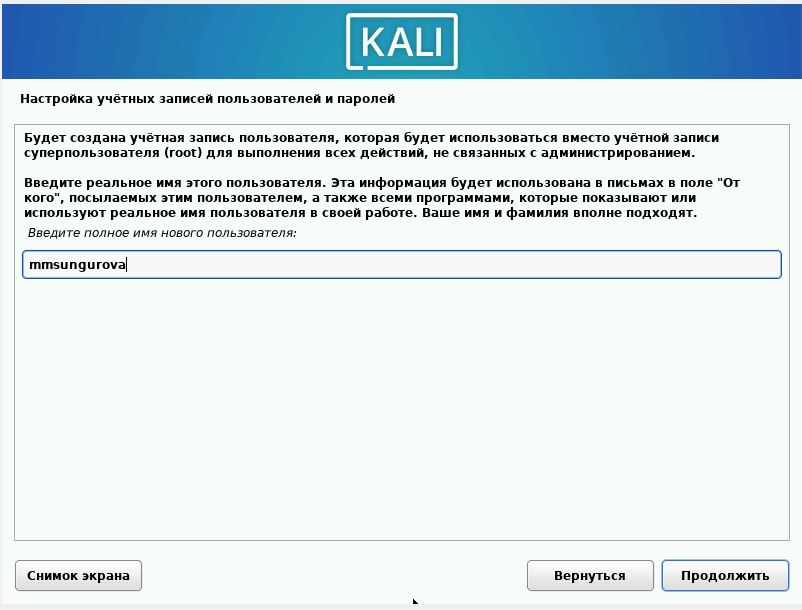 KALI
Настройка учётных записей пользователей и паролей
Будет создана учётная запись пользователя, которая будет использоваться вместо учётной записи
суперпользователя (root) для выполнения всех действий, не связанных с администрированием.
Введите реальное имя этого пользователя. Эта информация будет использована в письмах в поле "От
кого", посылаемых этим пользователем, а также всеми программами, которые показывают или
используют реальное имя пользователя в своей работе. Ваше имя и фамилия вполне подходят.
Введите полное имя нового пользователя:
mmsungurova
Снимок экрана
Вернуться
Продолжить